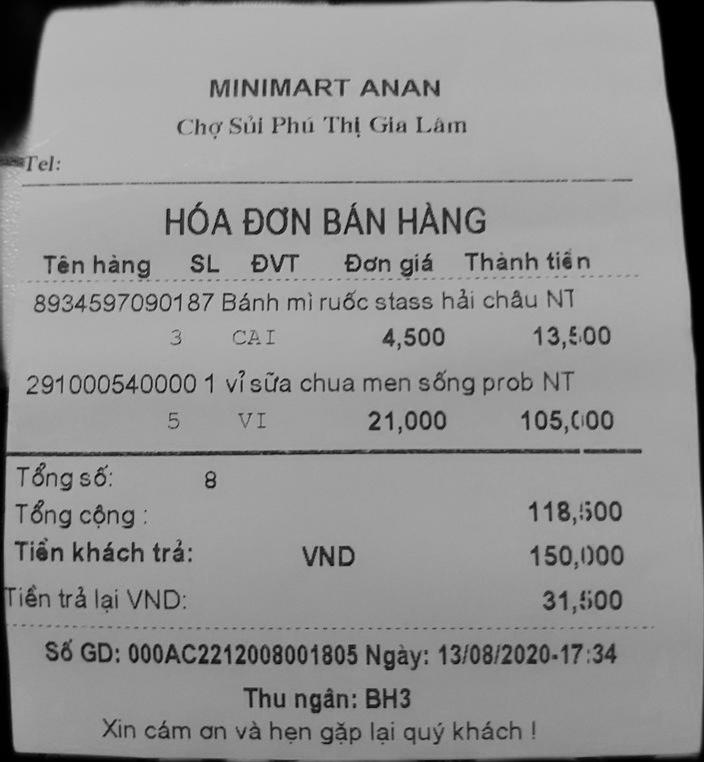 MINIMART ANAN
Chợ Sủi Phú Thị Gia Lâm
Tel:
HÓA ĐƠN BÁN HÀNG
Tên hàng SL ĐVT Đơn giá Thành tiền
8934597090187 Bánh mì ruốc stass hải châu NT
3 CAI 4,500 13,500
291000540000 1 vỉ sữa chua men sống prob NT
5 VI 21,000 105,000
Tổng số: 8
Tổng cộng : 118,500
Tiền khách trả: VND 150,000
Tiền trả lại VND: 31,500
Số GD: 000AC2212008001805 Ngày: 13/08/2020-17:34
Thu ngân: BH3
Xin cám ơn và hẹn gặp lại quý khách !